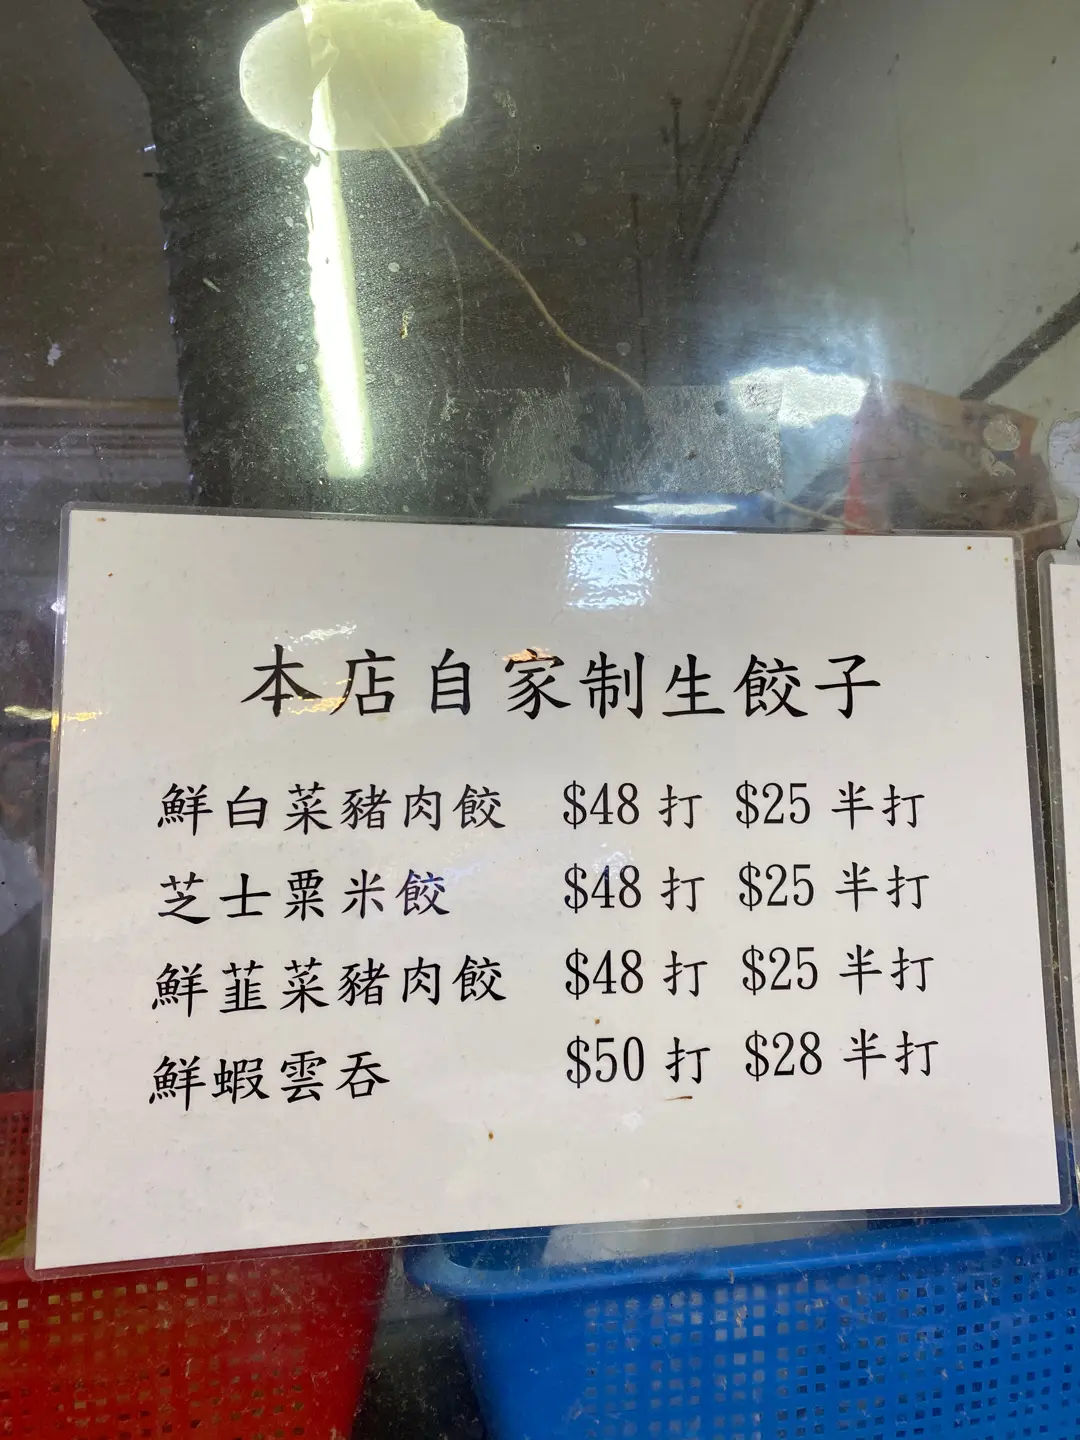 本店自家制生餃子
鮮白菜豬肉餃 $48 打 $25 半打
芝士粟米餃 $48 打 $25 半打
鮮韮菜豬肉餃 $48 打 $25 半打
鮮蝦雲吞 $50 打 $28 半打